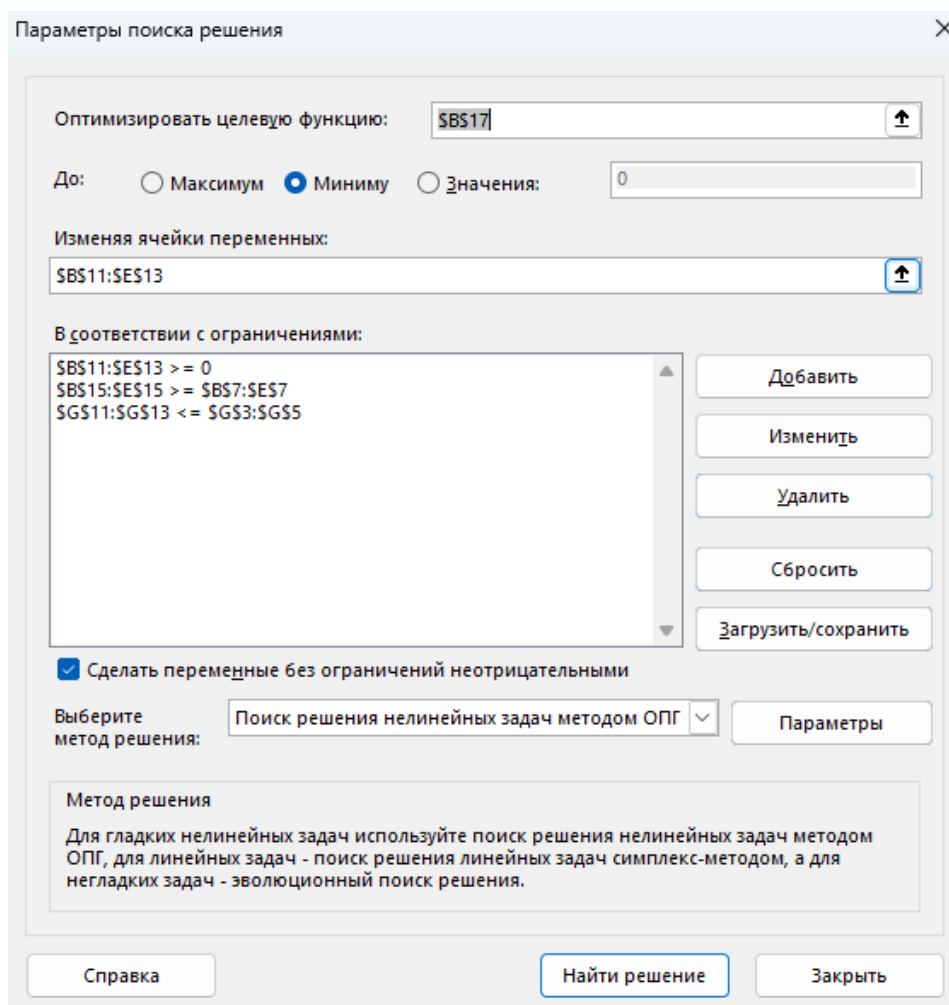 Параметры поиска решения
Оптимизировать целевую функцию: $B$17
До: Максимум Миниму Значения: 0
Изменяя ячейки переменных:
$B$11:$E$13
В соответствии с ограничениями:
$B$11:$E$13 >= 0
$B$15:$E$15 >= $B$7:$E$7
$G$11:$G$13 <= $G$3:$G$5
Добавить
Изменить
Удалить
Сбросить
Загрузить/сохранить
Сделать переменные без ограничений неотрицательными
Выберите
метод решения:
Поиск решения нелинейных задач методом ОПГ
Параметры
Метод решения
Для гладких нелинейных задач используйте поиск решения нелинейных задач методом
ОПГ, для линейных задач - поиск решения линейных задач симплекс-методом, а для
негладких задач - эволюционный поиск решения.
Справка
Найти решение
Закрыть